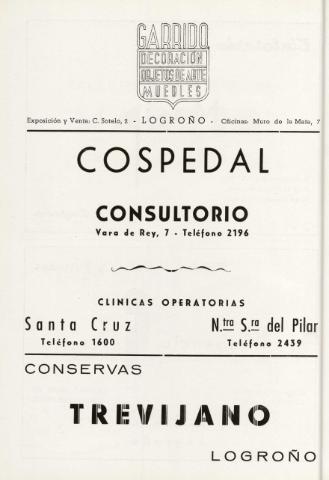 GARRIDO
DECORACIÓN
OBJETOS DE ARTE
MUEBLES
Exposición y Venta: C. Sotelo, 2 - LOGROÑO - Oficinas: Muro de la Mata, 7
COSPEDAL
CONSULTORIO
Vara de Rey, 7 - Teléfono 2196
CLINICAS OPERATORIAS
Santa Cruz N.tra S.ra del Pilar
Teléfono 1600 Teléfono 2439
CONSERVAS
TREVIJANO
LOGROÑO